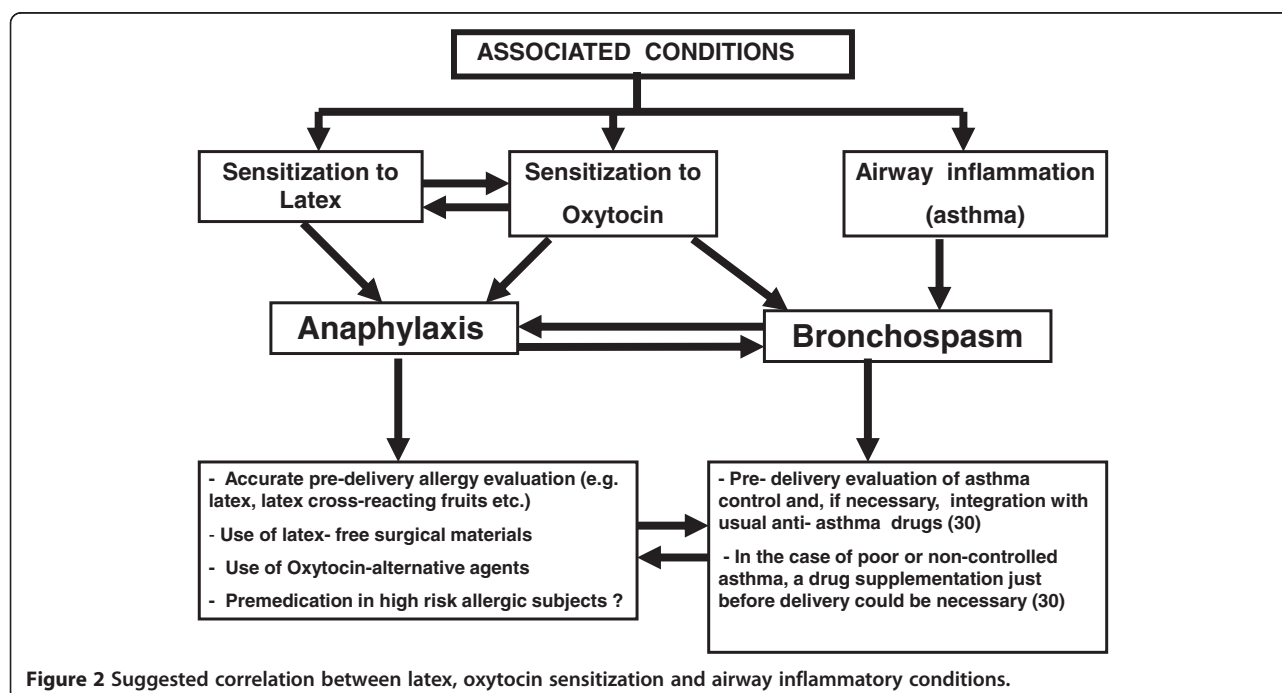 ASSOCIATED CONDITIONS
Sensitization to
Latex
Sensitization to
Oxytocin
Airway inflammation
(asthma)
Anaphylaxis
Bronchospasm
- Accurate pre-delivery allergy evaluation (e.g.
latex, latex cross-reacting fruits etc.)
- Use of latex- free surgical materials
- Use of Oxytocin-alternative agents
- Premedication in high risk allergic subjects ?
- Pre- delivery evaluation of asthma
control and, if necessary, integration with
usual anti- asthma drugs (30)
- In the case of poor or non-controlled
asthma, a drug supplementation just
before delivery could be necessary (30)
Figure 2 Suggested correlation between latex, oxytocin sensitization and airway inflammatory conditions.